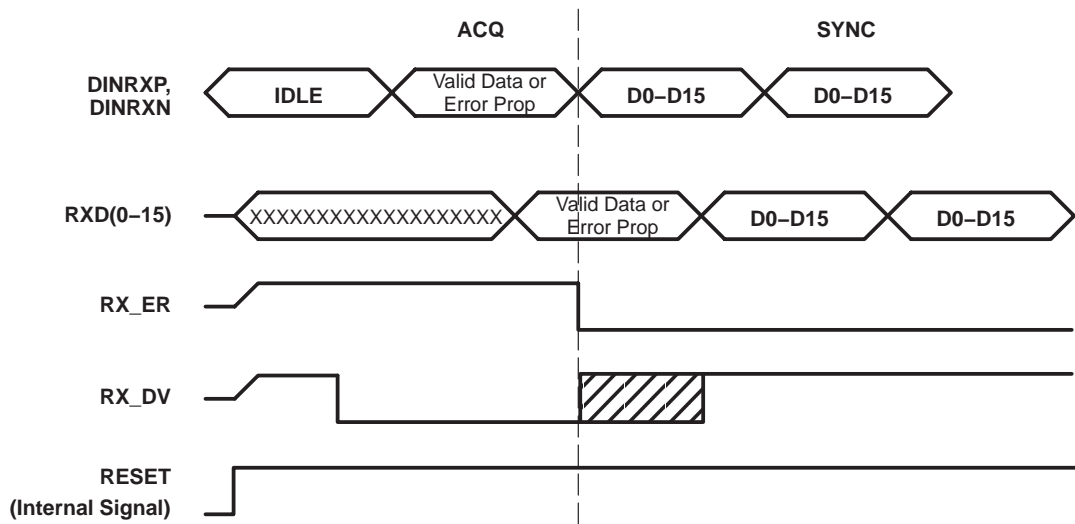 ACQ SYNC
DINRXP,
DINRXN
IDLE
Valid Data or
Error Prop
D0–D15
D0–D15
RXD(0–15)
XXXXXXXXXXXXXXXXXXX
Valid Data or
Error Prop
D0–D15
D0–D15
RX_ER
RX_DV
RESET
(Internal Signal)